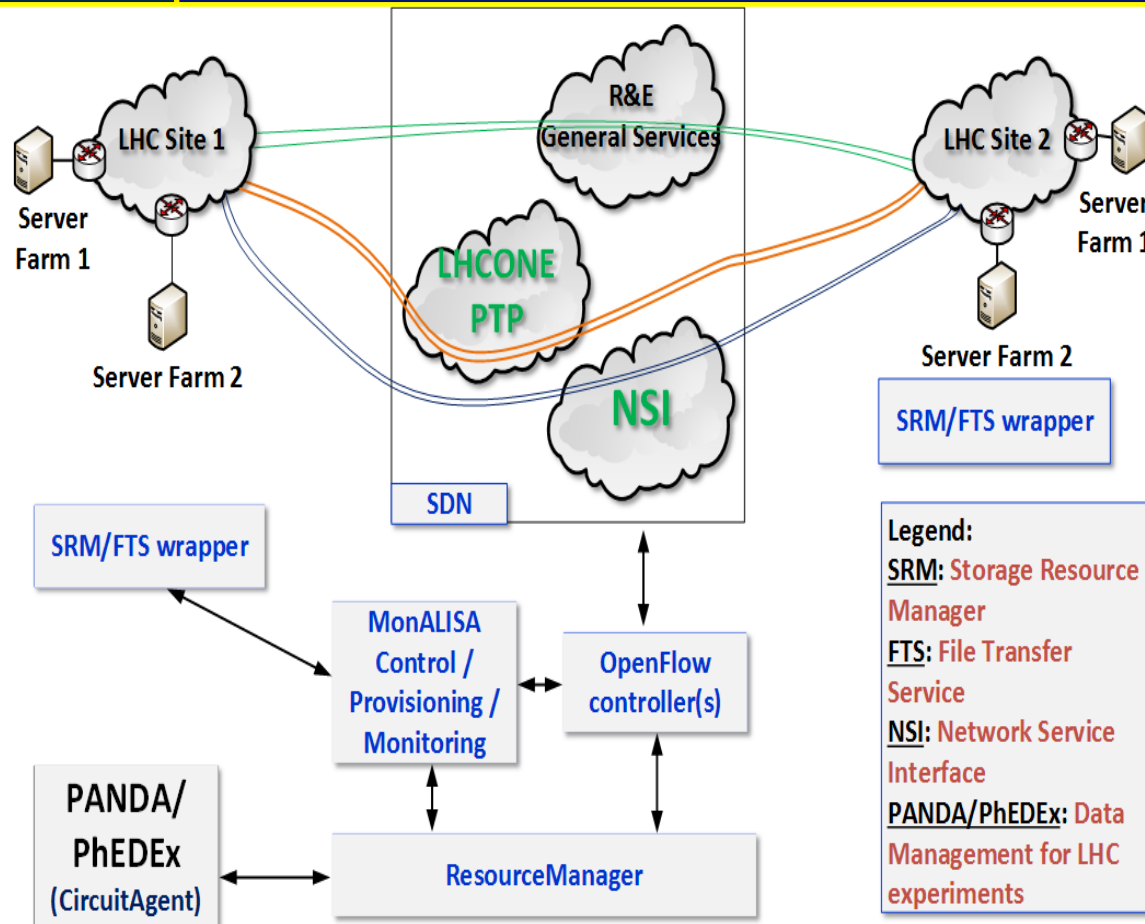 R&E
General Services
LHC Site 1
LHC Site 2
Server
Farm 1
Server
Farm 1
LHCONE
PTP
Server Farm 2
Server Farm 2
NSI
SRM/FTS wrapper
SDN
SRM/FTS wrapper
Legend:
SRM: Storage Resource
Manager
FTS: File Transfer
Service
NSI: Network Service
Interface
PANDA/PhEDEx: Data
Management for LHC
experiments
MonALISA
Control /
Provisioning /
Monitoring
OpenFlow
controller(s)
PANDA/
PhEDEx
(CircuitAgent)
ResourceManager